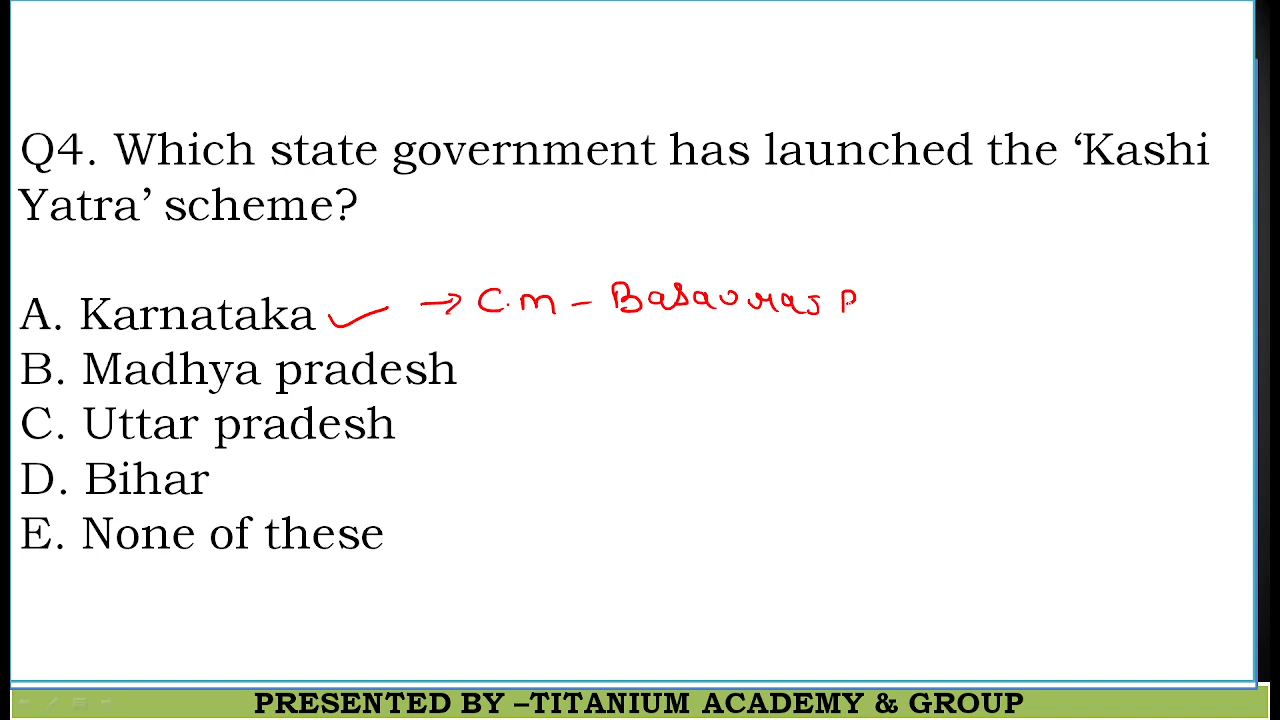 Q4. Which state government has launched the ‘Kashi
Yatra’ scheme?
A. Karnataka → C.M - Basavras P
B. Madhya pradesh
C. Uttar pradesh
D. Bihar
E. None of these
PRESENTED BY –TITANIUM ACADEMY & GROUP